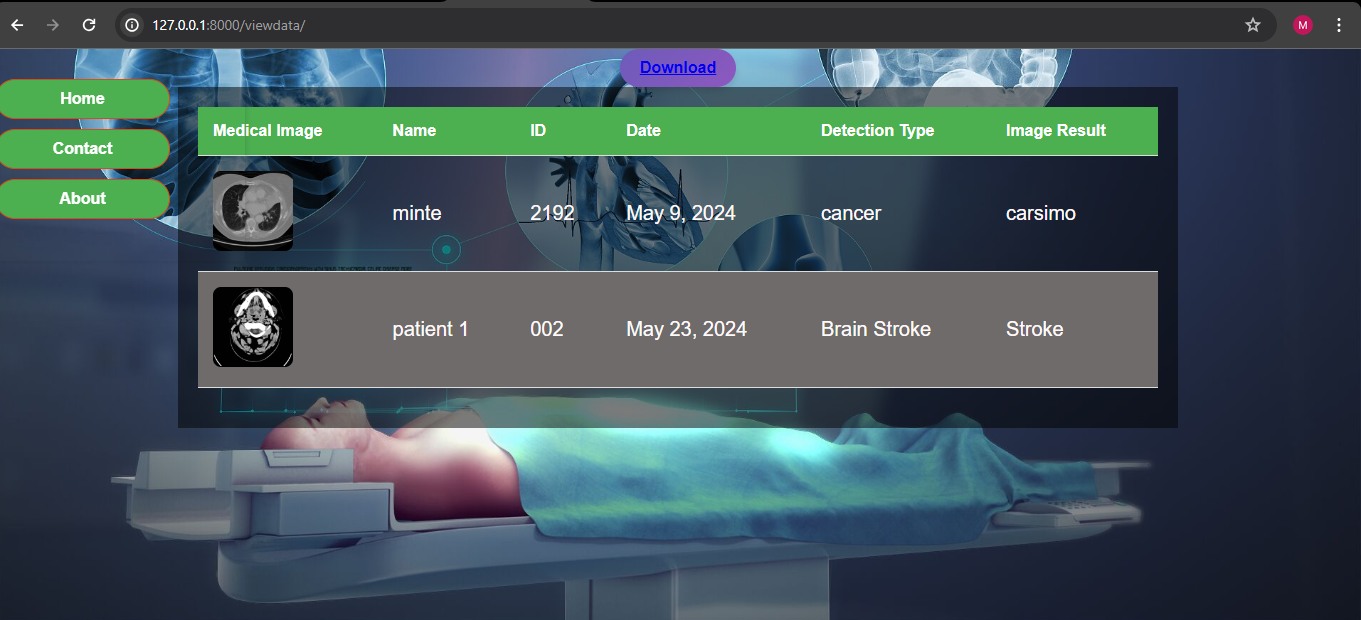 127.0.0.1:8000/viewdata/
M
Download
Home
Contact
About
Medical Image Name ID Date Detection Type Image Result
minte 2192 May 9, 2024 cancer carsimo
patient 1 002 May 23, 2024 Brain Stroke Stroke